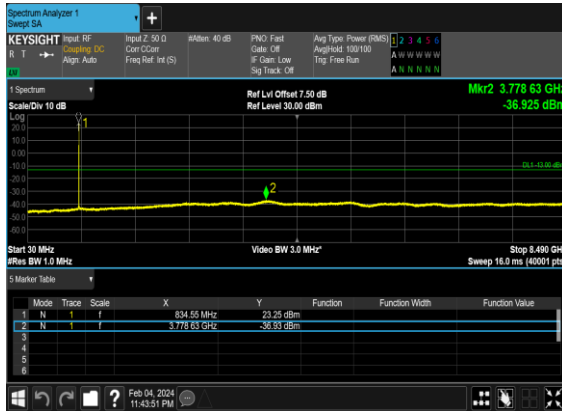 Spectrum Analyzer 1
Swept SA
+
KEYSIGHT
R T
Input: RF
Coupling: DC
Align: Auto
Input Z: 50 Ω
Corr CCorr
Freq Ref: Int (S)
#Atten: 40 dB
PNO: Fast
Gate: Off
IF Gain: Low
Sig Track: Off
Avg Type: Power (RMS)
Avg|Hold: 100/100
Trig: Free Run
1 2 3 4 5 6
A W W W W W
A N N N N N
1 Spectrum
Scale/Div 10 dB
Log
Ref Lvl Offset 7.50 dB
Ref Level 30.00 dBm
Mkr2 3.778 63 GHz
-36.925 dBm
20.0
10.0
0.00
-10.0
-20.0
-30.0
-40.0
-50.0
-60.0
1
2
DL1 -13.00 dBm
Start 30 MHz
#Res BW 1.0 MHz
Video BW 3.0 MHz*
Stop 8.490 GHz
Sweep 16.0 ms (40001 pts)
5 Marker Table
Mode Trace Scale X Y Function Function Width Function Value
1 N 1 f 834.55 MHz 23.25 dBm
2 N 1 f 3.778 63 GHz -36.93 dBm
3
4
5
6
?
Feb 04, 2024
11:43:51 PM